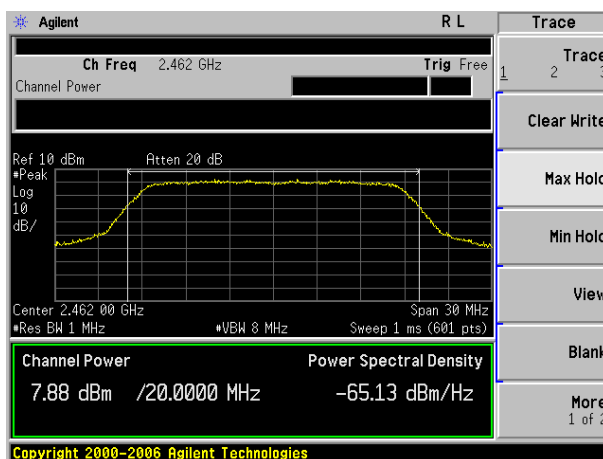 Agilent R L Trace
Ch Freq 2.462 GHz Trig Free
Channel Power
Trace
1 2 3
Clear Write
Max Hold
Min Hold
View
Blank
More
1 of 2
Ref 10 dBm Atten 20 dB
#Peak
Log
10
dB/
Center 2.462 00 GHz Span 30 MHz
#Res BW 1 MHz #VBW 8 MHz Sweep 1 ms (601 pts)
Channel Power Power Spectral Density
7.88 dBm /20.0000 MHz -65.13 dBm/Hz
Copyright 2000-2006 Agilent Technologies